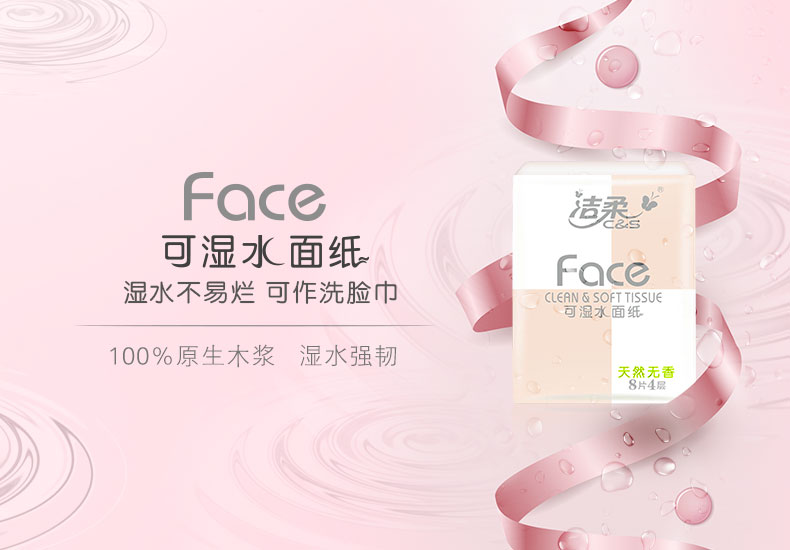 Face
可湿水面纸
湿水不易烂 可作洗脸巾
100%原生木浆 湿水强韧
洁柔®
C&S
Face
CLEAN & SOFT TISSUE
可湿水面纸
天然无香
8片4层